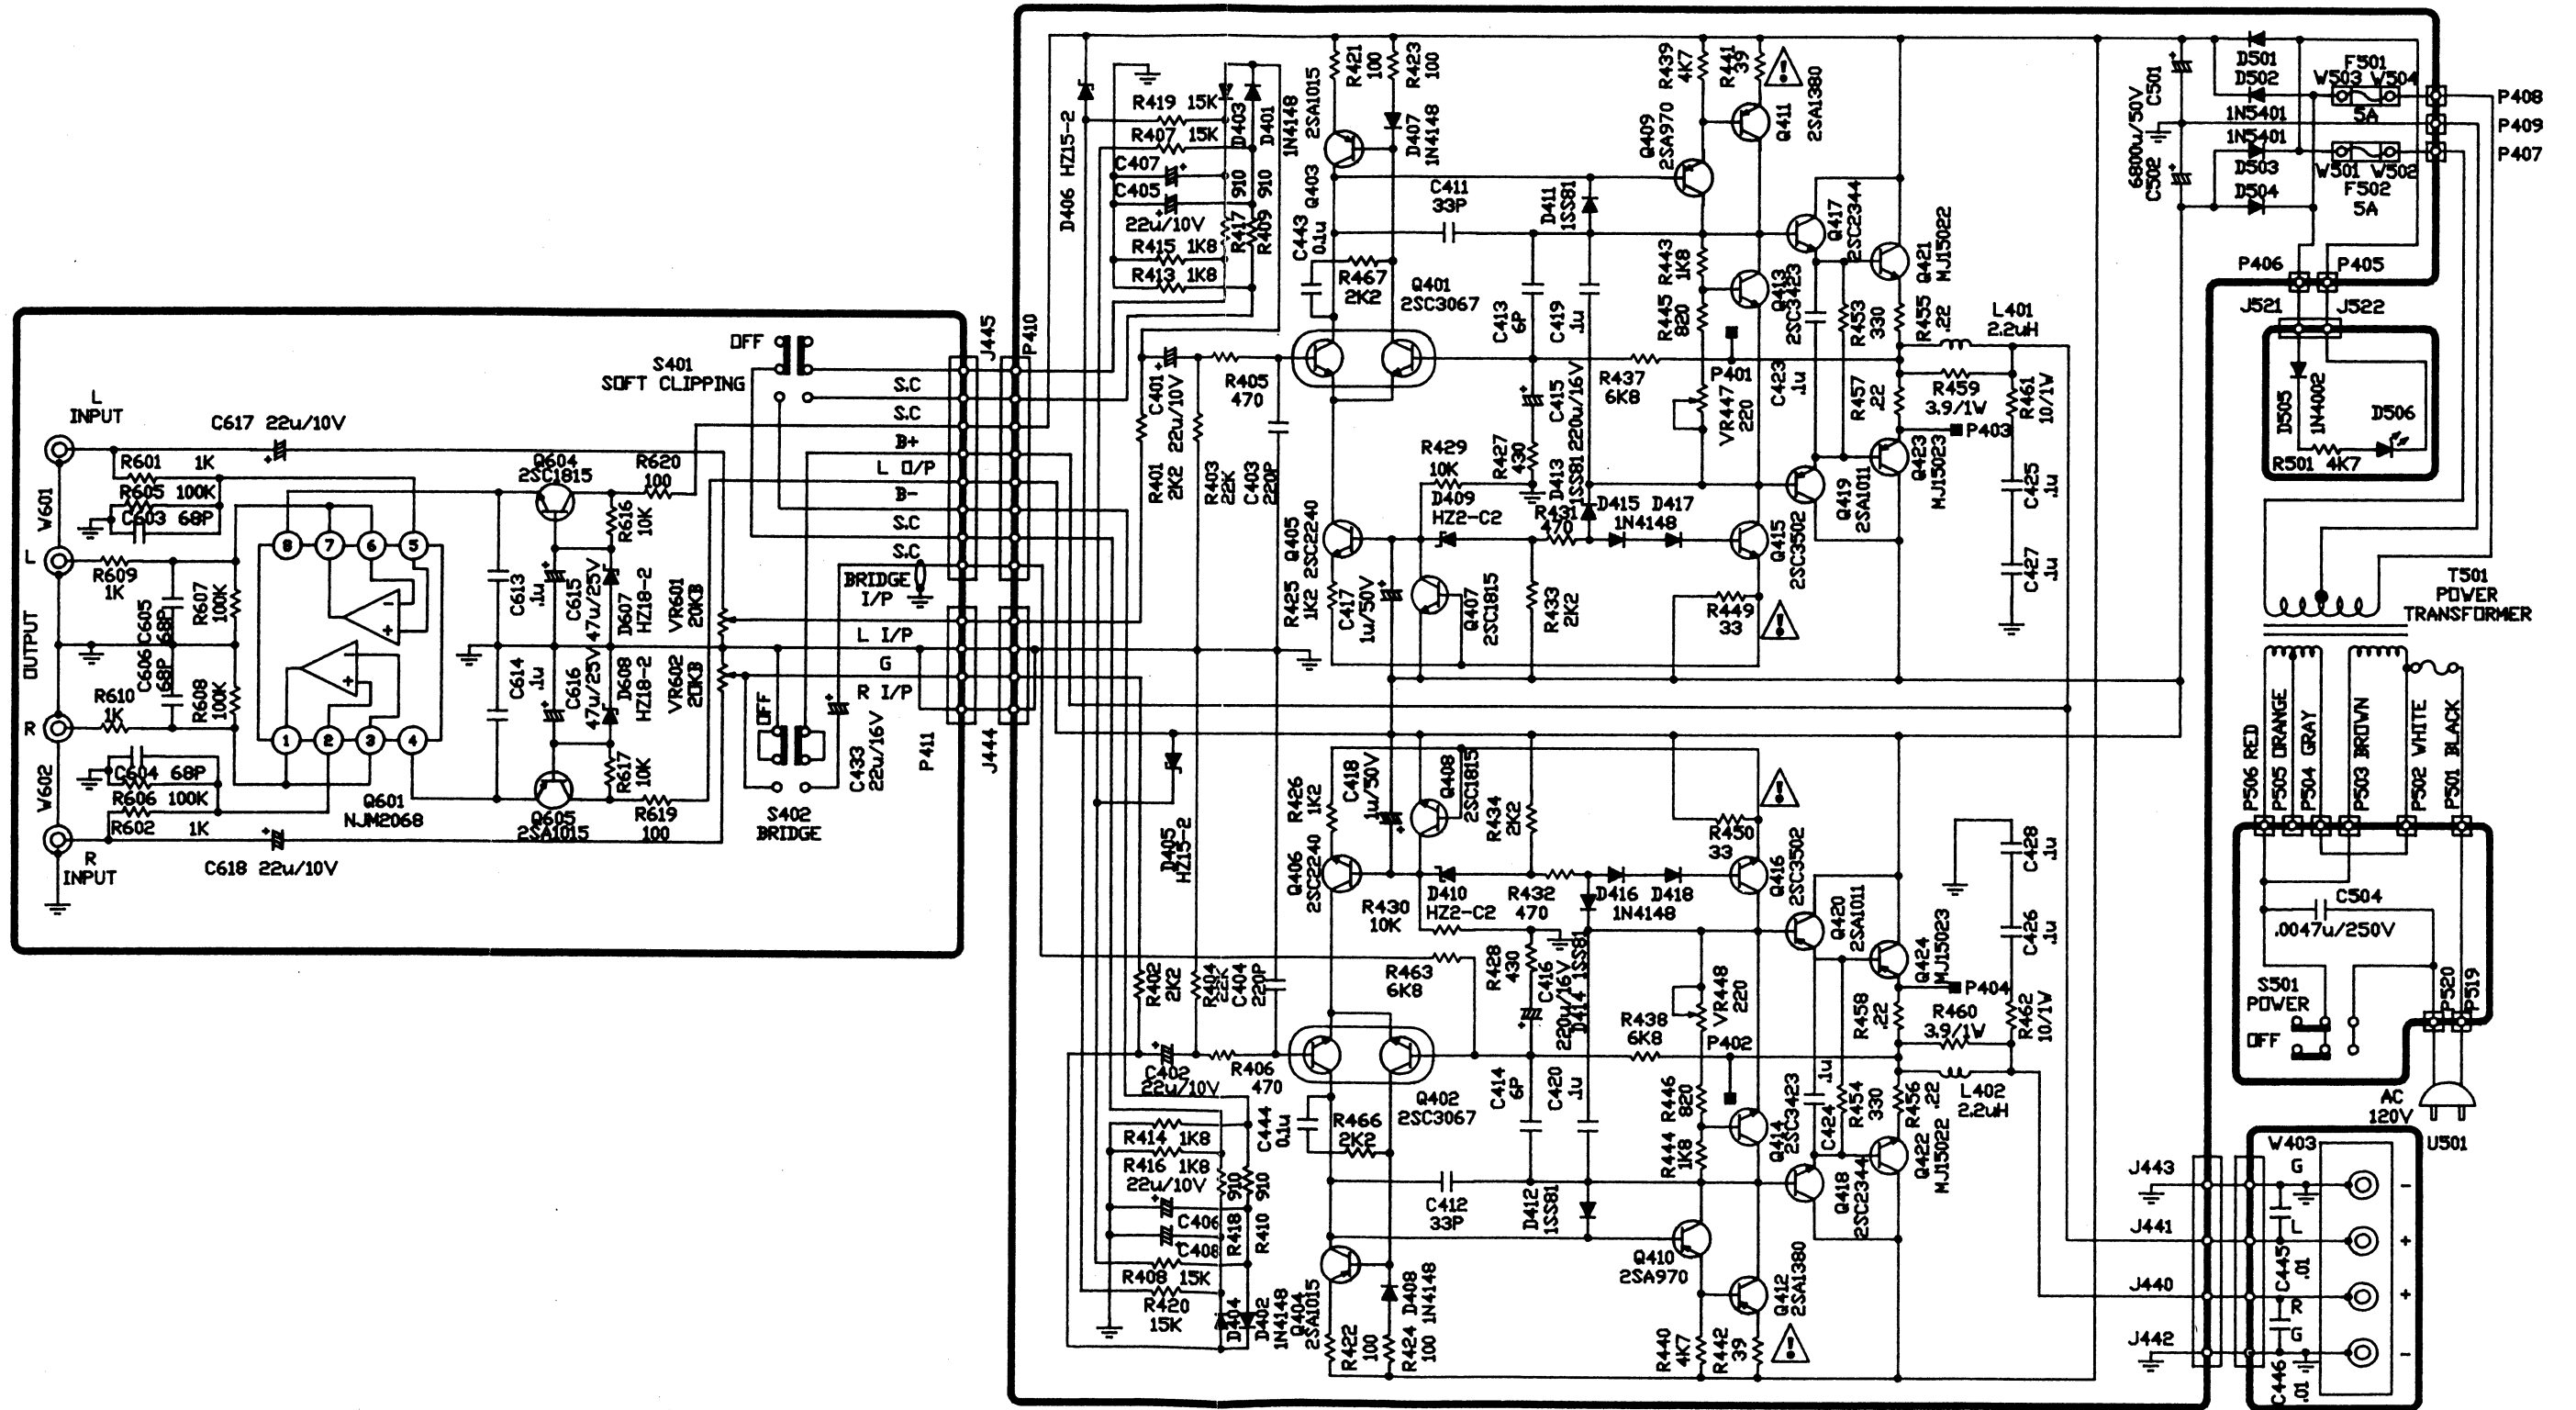 L
INPUT
W601
L
OUTPUT
R
W602
R
INPUT
C617 22u/10V
R601 1K
R605 100K
C603 68P
R609
1K
C605
68P
R607
100K
C606
68P
R608
100K
R610
1K
C604 68P
R606 100K
R602 1K
C618 22u/10V
8
7
6
5
1
2
3
4
Q601
NJM2068
Q604
2SC1815
R620
100
R616
10K
C613
.1u
C615
47u/25V
D607
HZ18-2
VR601
20KB
C614
.1u
C616
47u/25V
D608
HZ18-2
VR602
20KB
R617
10K
Q605
2SA1015
R619
100
S401
SOFT CLIPPING
OFF
S.C
S.C
B+
L O/P
B-
S.C
S.C
BRIDGE
I/P
L I/P
G
R I/P
OFF
S402
BRIDGE
C433
22u/16V
J445
P410
P411
J444
D406 HZ15-2
R419 15K
R407 15K
C407
C405
22u/10V
R415 1K8
R413 1K8
D403
D401
1N4148
R417 910
R409 910
C401
22u/10V
R405
470
R401
2K2
R403
22K
C403
220P
Q403
2SA1015
R421
100
R423
100
D407
1N4148
C443
0.1u
R467
2K2
Q401
2SC3067
C411
33P
D411
1SS81
C413
6P
C419
.1u
Q409
2SA970
R439
4K7
R441
39
Q411
2SA1380
R443
1K8
R445
820
Q413
2SC3423
P401
R437
6K8
VR447
220
C415
220u/16V
R427
430
D413
1SS81
R429
10K
D409
HZ2-C2
R431
470
D415 D417
1N4148
Q415
2SC3502
Q405
2SC2240
R425
1K2
C417
1u/50V
Q407
2SC1815
R433
2K2
R449
33
Q417
2SC2344
Q421
MJ15022
C423
.1u
R453
330
R455
.22
R457
.22
Q419
2SA1011
Q423
MJ15023
P403
L401
2.2uH
R459
3.9/1W
R461
10/1W
C425
.1u
C427
.1u
C501
6800u/50V
C502
D501
D502
1N5401
1N5401
D503
D504
F501
W503 W504
5A
W501 W502
F502
5A
P408
P409
P407
P406
P405
J521
J522
D505
1N4002
D506
R501 4K7
T501
POWER
TRANSFORMER
P506 RED
P505 ORANGE
P504 GRAY
P503 BROWN
P502 WHITE
P501 BLACK
C504
.0047u/250V
S501
POWER
OFF
P520
P519
AC
120V
U501
D405
HZ15-2
R426
1K2
C418
1u/50V
Q408
2SC1815
R434
2K2
R450
33
Q406
2SC2240
R430
10K
D410
HZ2-C2
R432
470
D416 D418
1N4148
Q416
2SC3502
Q420
2SA1011
Q424
MJ15023
P404
C428
.1u
C426
.1u
R463
6K8
R428
430
C416
220u/16V
D414 1SS81
VR448
220
R438
6K8
P402
R458
.22
R460
3.9/1W
R462
10/1W
R402
2K2
R404
22K
C404
220P
C402
22u/10V
R406
470
Q402
2SC3067
C414
6P
C420
.1u
R446
820
R444
1K8
Q414
2SC3423
C424
.1u
R454
330
R456
.22
L402
2.2uH
Q422
MJ15022
Q418
2SC2344
C444
0.1u
R466
2K2
C412
33P
D412
1SS81
Q410
2SA970
Q412
2SA1380
R440
4K7
R442
39
R414 1K8
R416 1K8
22u/10V
C406
C408
R418 910
R410 910
R408 15K
R420
15K
D404
D402
1N4148
Q404
2SA1015
R422
100
R424
100
D408
1N4148
J443
J441
J440
J442
W403
G
L
R
G
C445
.01
C446
.01
-
+
+
-